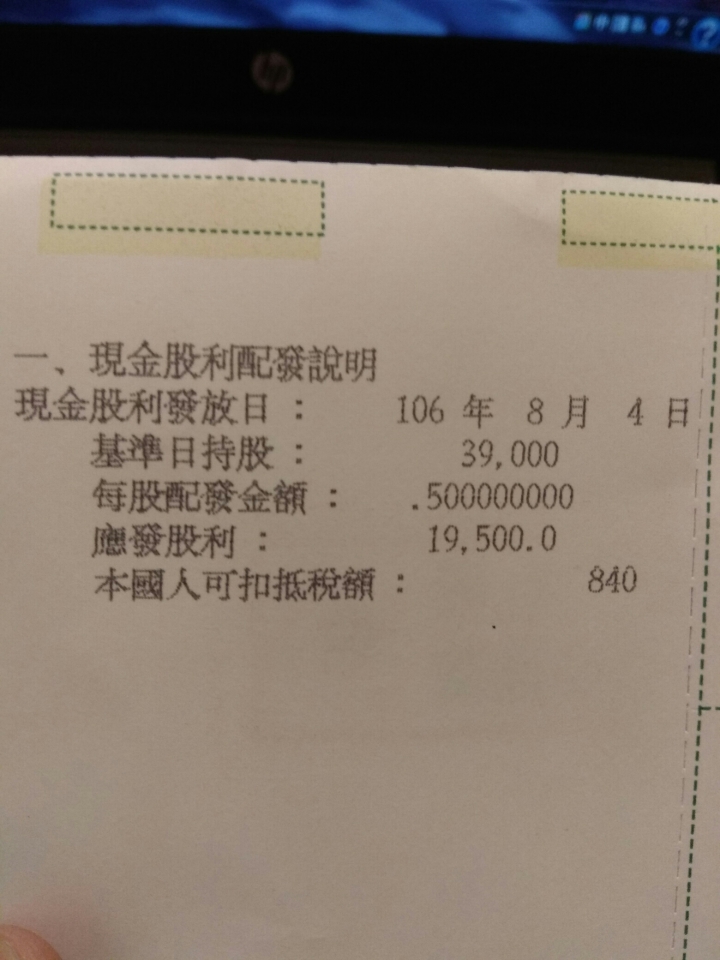 hp
一、現金股利配發說明
現金股利發放日： 106 年 8 月 4 日
基準日持股： 39,000
每股配發金額： .500000000
應發股利： 19,500.0
本國人可扣抵稅額： 840